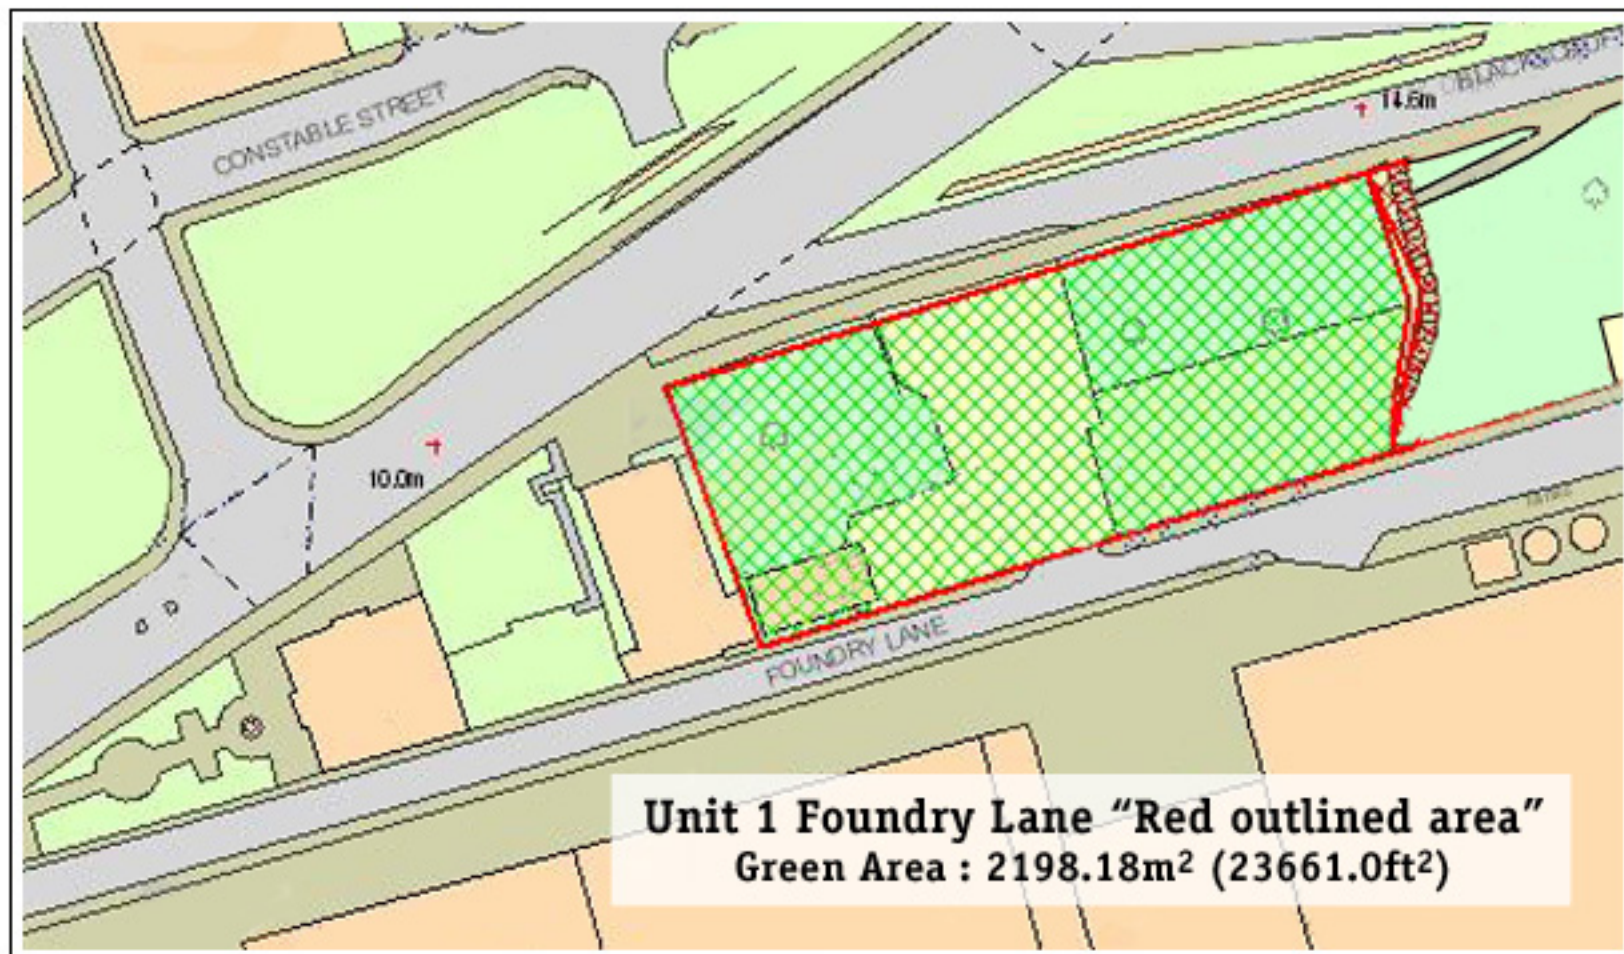 CONSTABLE STREET
14.6m
10.0m
FOUNDRY LANE
Unit 1 Foundry Lane “Red outlined area”
Green Area : 2198.18m² (23661.0ft²)